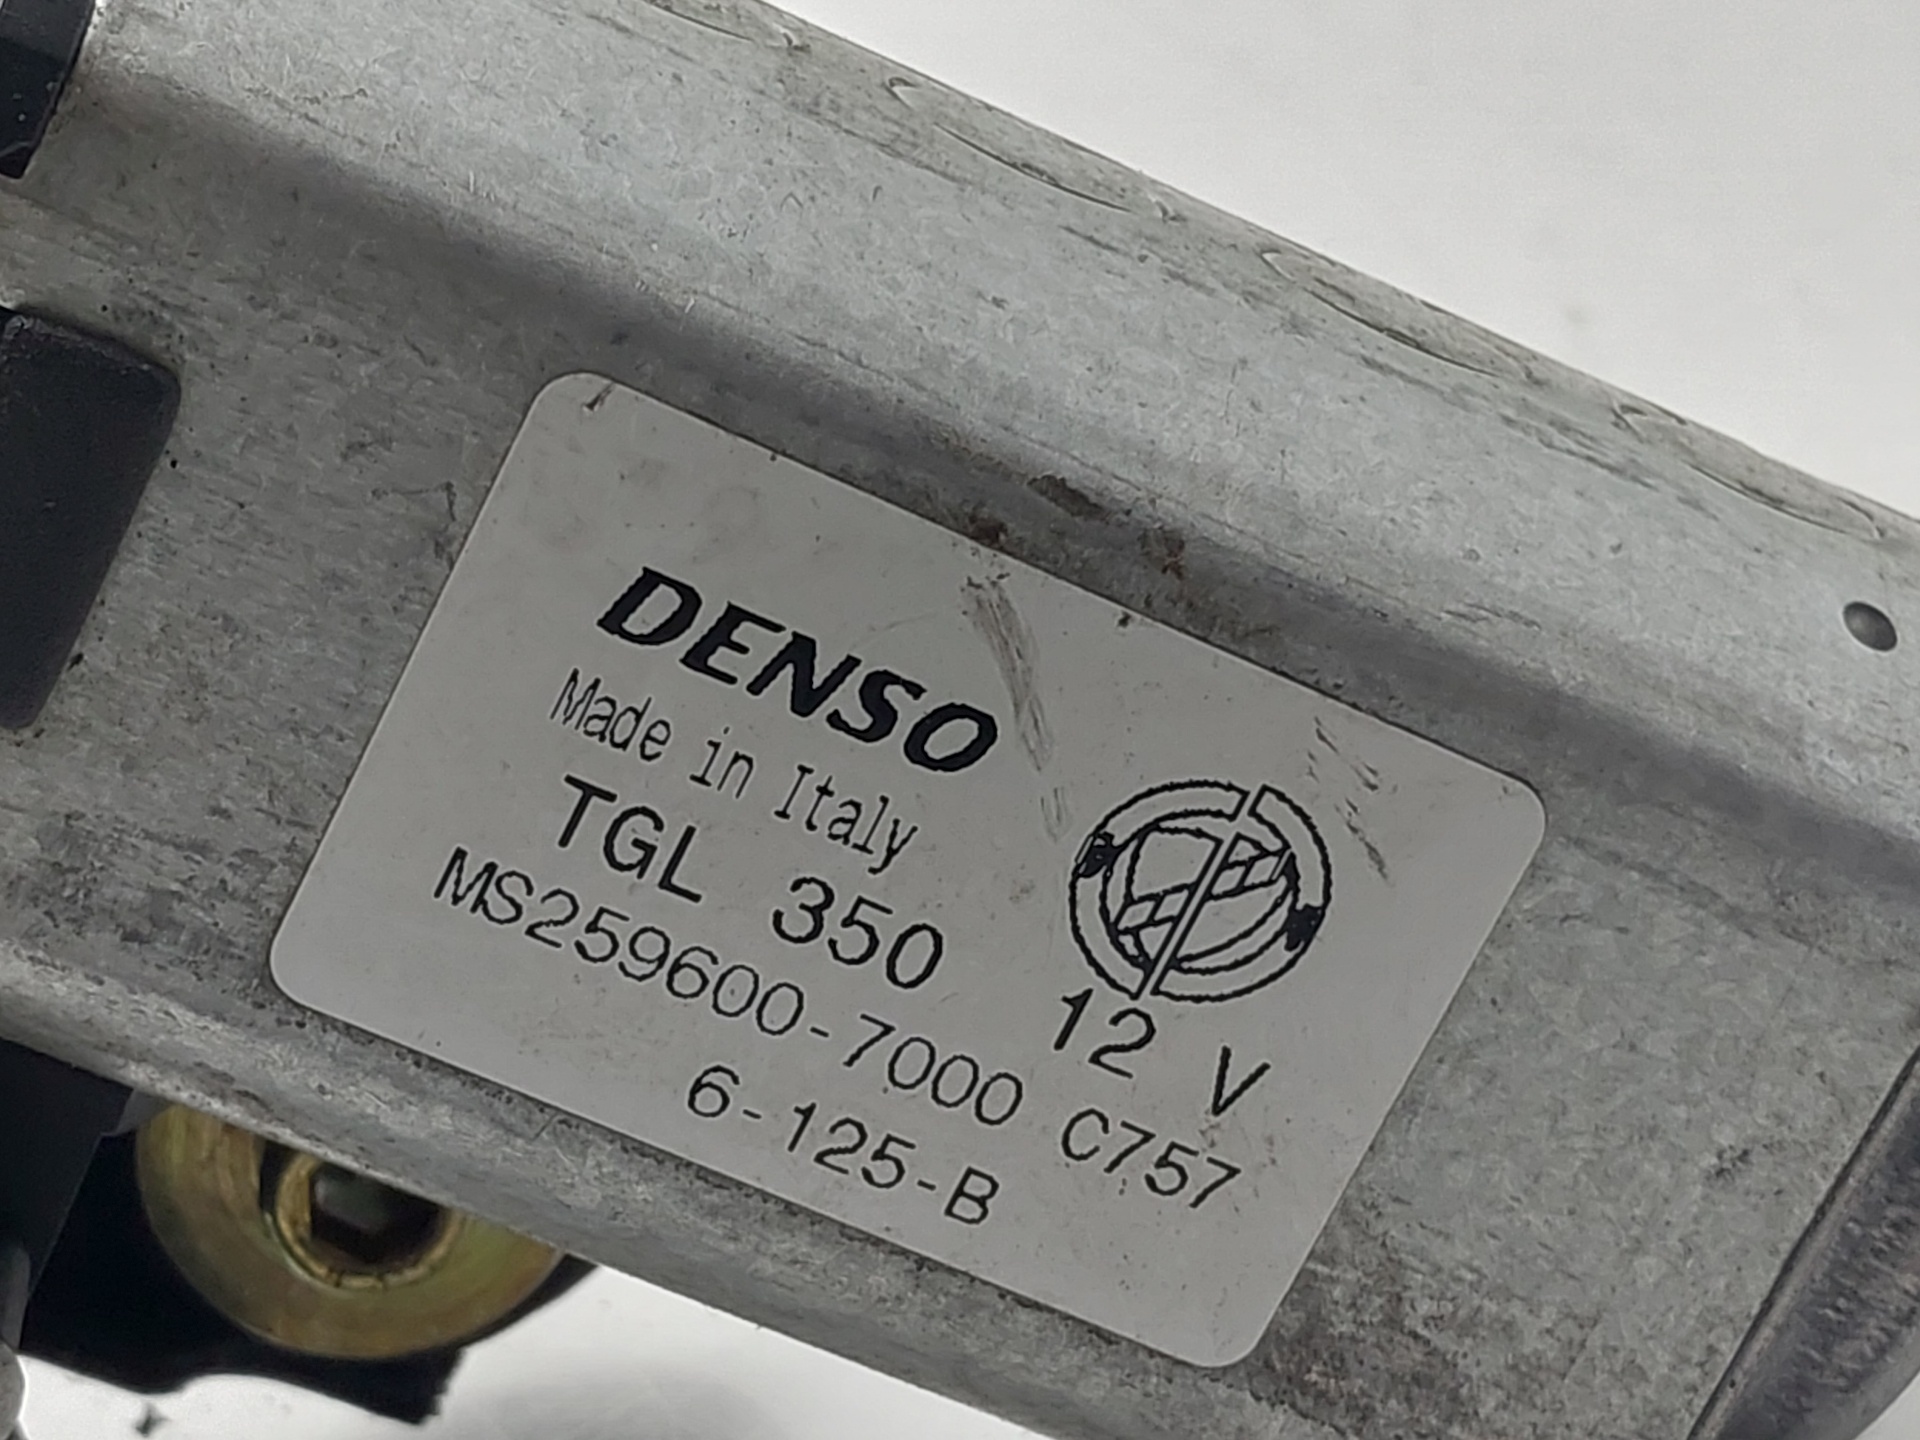 DENSO
Made in Italy
TGL 350 12 V
MS259600-7000 C757
6-125-B